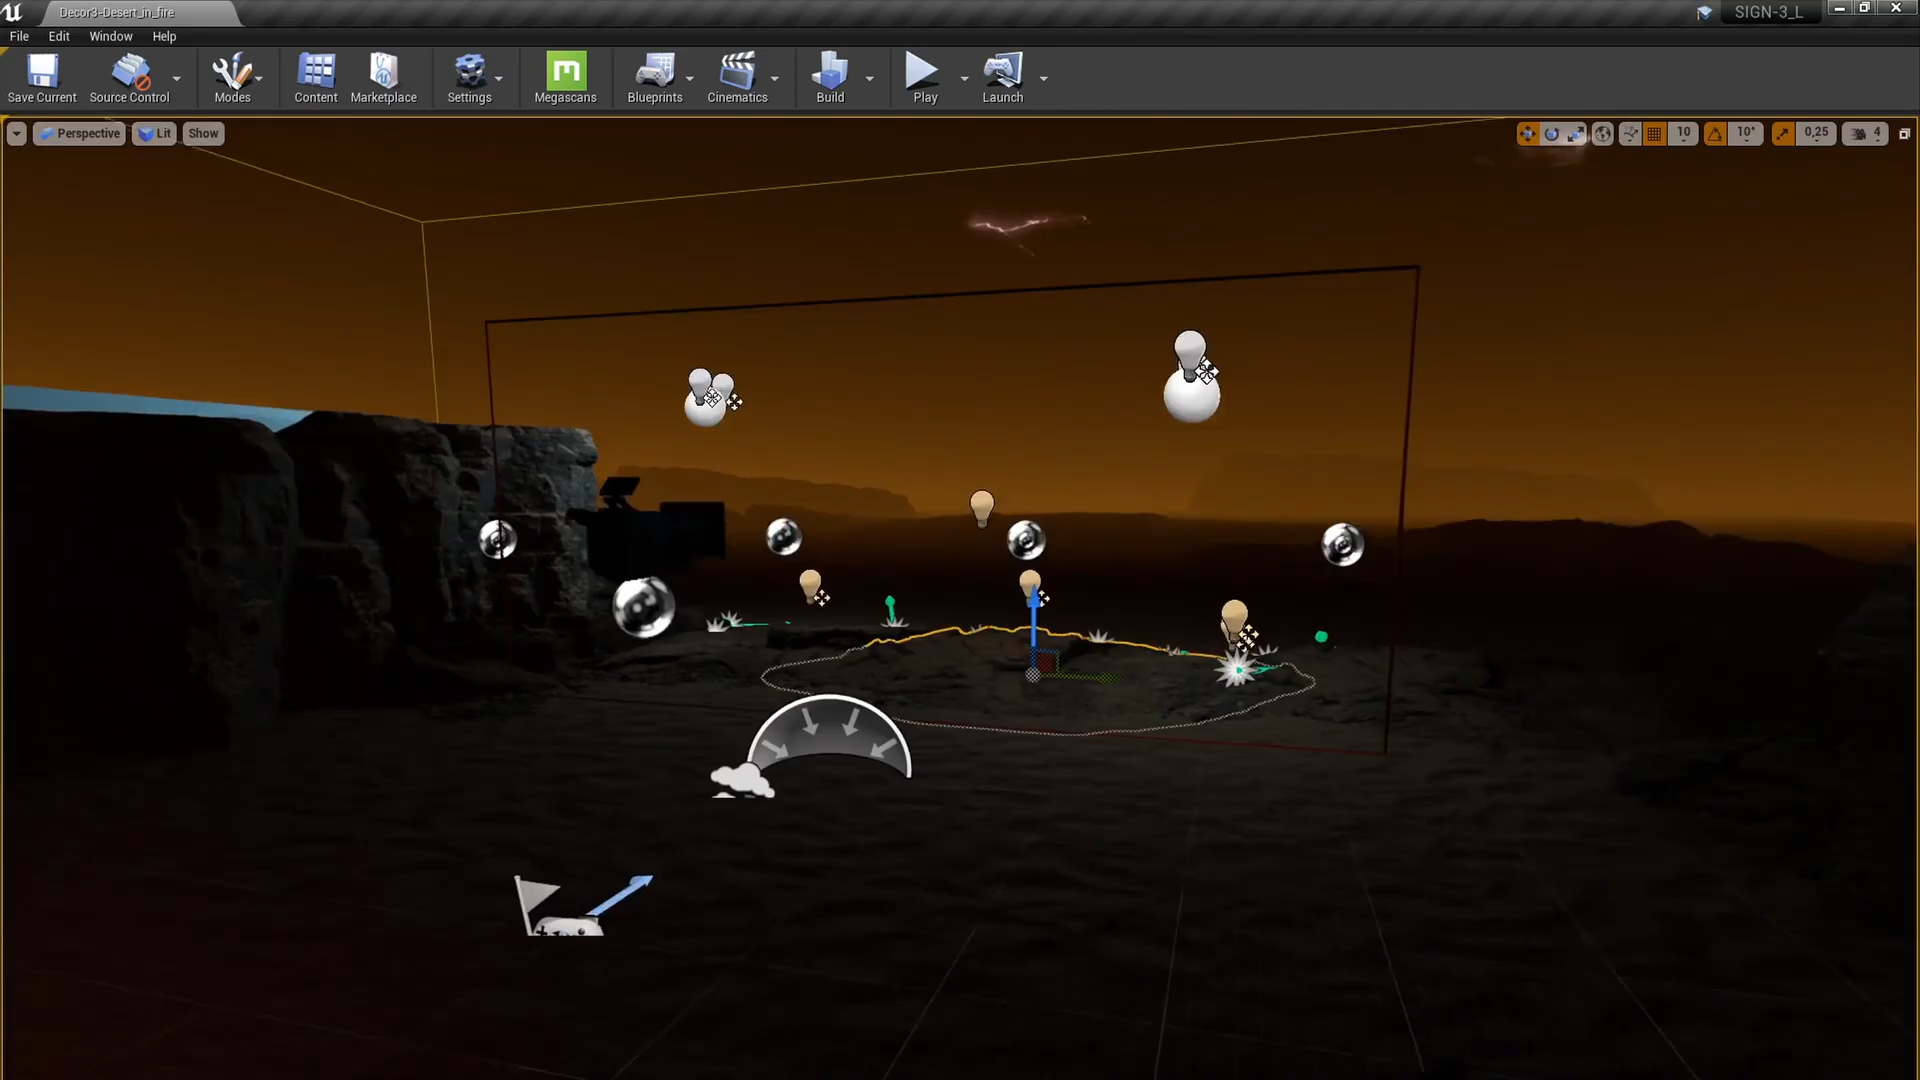 Decor3-Desert_in_fire
SIGN-3_L
File Edit Window Help
Save Current Source Control Modes Content Marketplace Settings Megascans Blueprints Cinematics Build Play Launch
Perspective Lit Show 10 10° 0,25 4